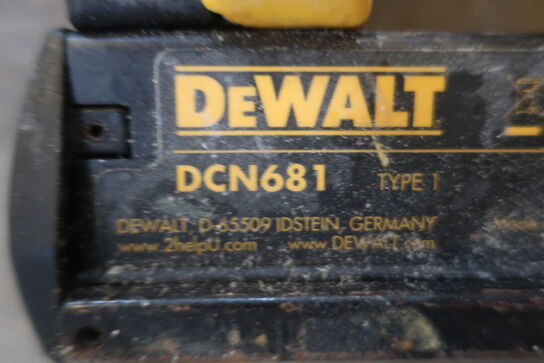 DEWALT
DCN681 TYPE 1
DEWALT, D-65509 IDSTEIN, GERMANY
www.2helpU.com www.DEWALT.com